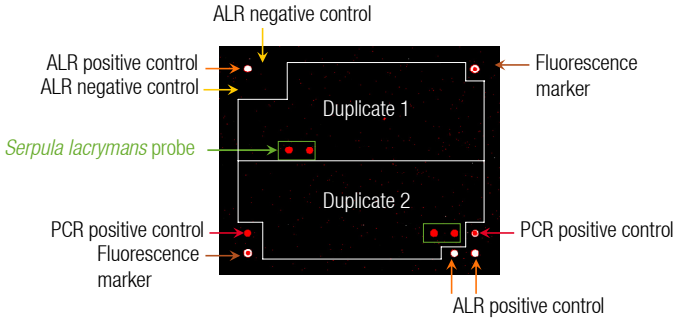 ALR negative control
ALR positive control
ALR negative control
Fluorescence
marker
Duplicate 1
Serpula lacrymans probe
Duplicate 2
PCR positive control
PCR positive control
Fluorescence
marker
ALR positive control